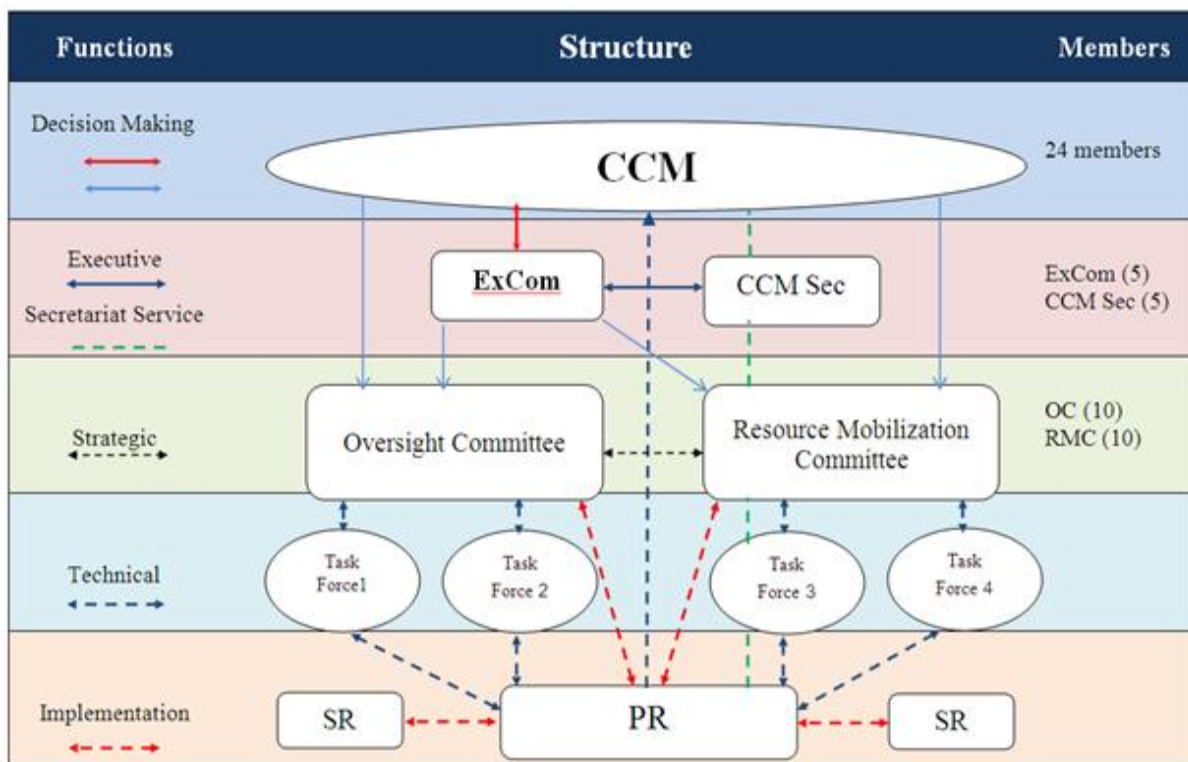 Functions
Structure
Members
Decision Making
CCM
24 members
Executive
Secretariat Service
ExCom
CCM Sec
ExCom (5)
CCM Sec (5)
Strategic
Oversight Committee
Resource Mobilization
Committee
OC (10)
RMC (10)
Technical
Task
Force1
Task
Force 2
Task
Force 3
Task
Force 4
Implementation
SR
PR
SR